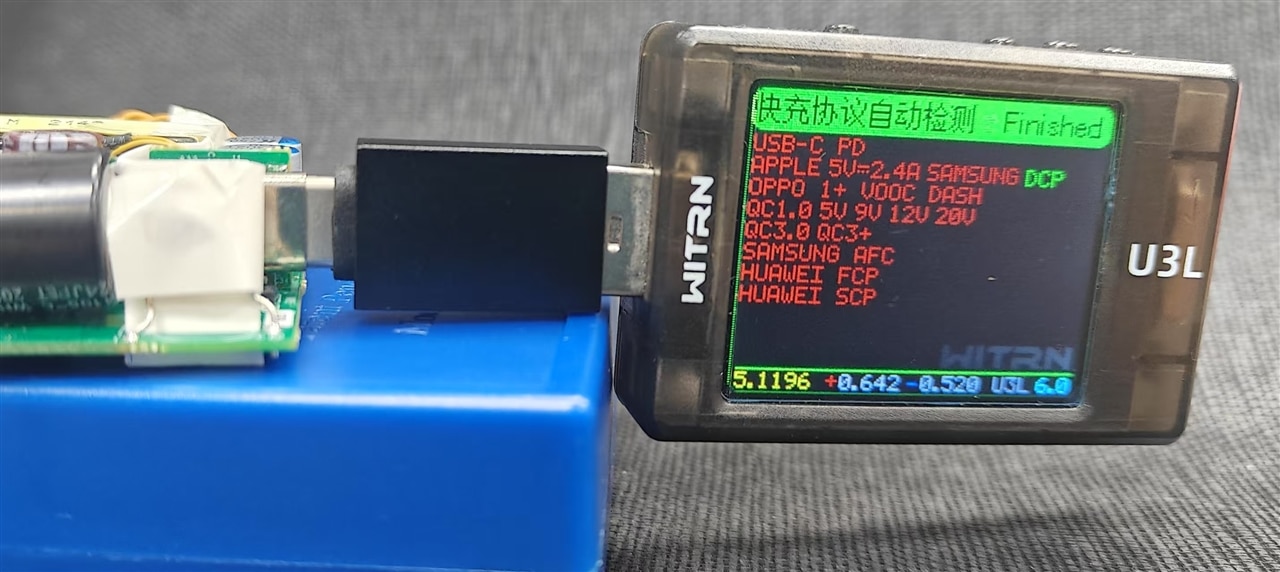 快充协议自动检测 Finished
USB-C PD
APPLE 5V=2.4A SAMSUNG DCP
OPPO 1+ VOOC DASH
QC1.0 5V 9V 12V 20V
QC3.0 QC3+
SAMSUNG AFC
HUAWEI FCP
HUAWEI SCP
WITRN
5.1196 +0.642 -0.520 U3L 6.0
WITRN
U3L